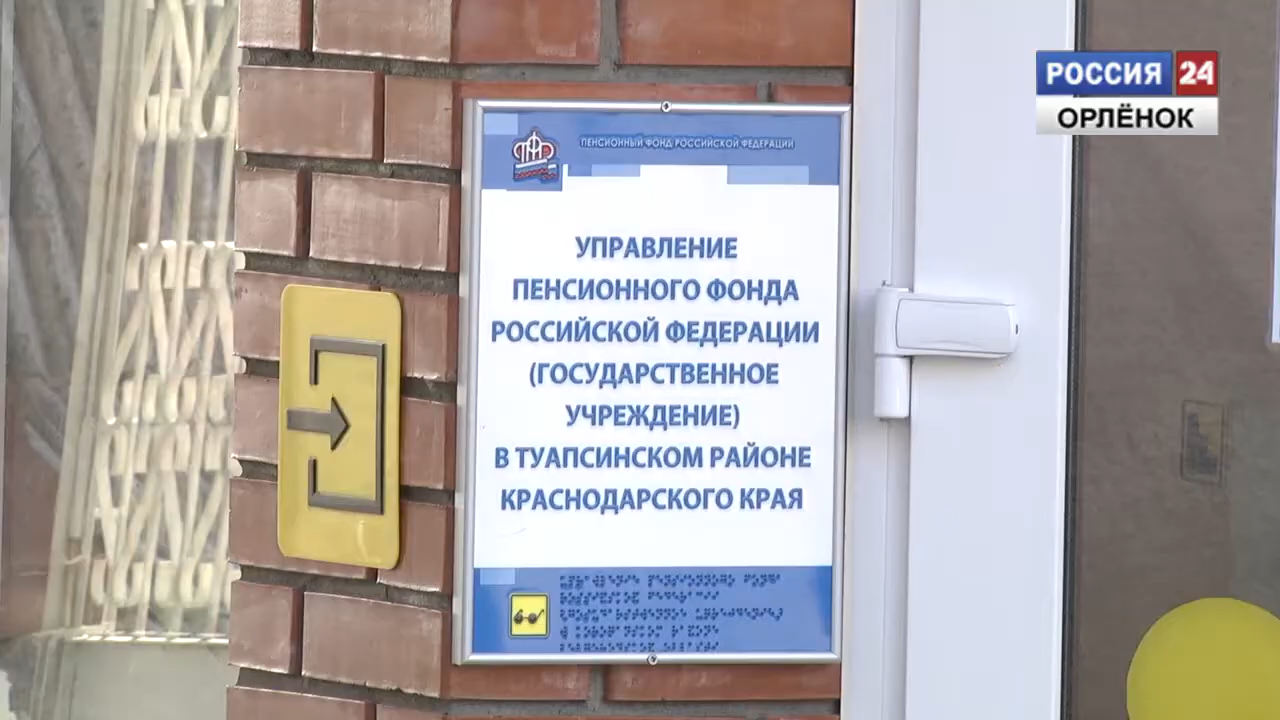 РОССИЯ 24
ОРЛЁНОК
ПЕНСИОННЫЙ ФОНД РОССИЙСКОЙ ФЕДЕРАЦИИ
УПРАВЛЕНИЕ
ПЕНСИОННОГО ФОНДА
РОССИЙСКОЙ ФЕДЕРАЦИИ
(ГОСУДАРСТВЕННОЕ
УЧРЕЖДЕНИЕ)
В ТУАПСИНСКОМ РАЙОНЕ
КРАСНОДАРСКОГО КРАЯ